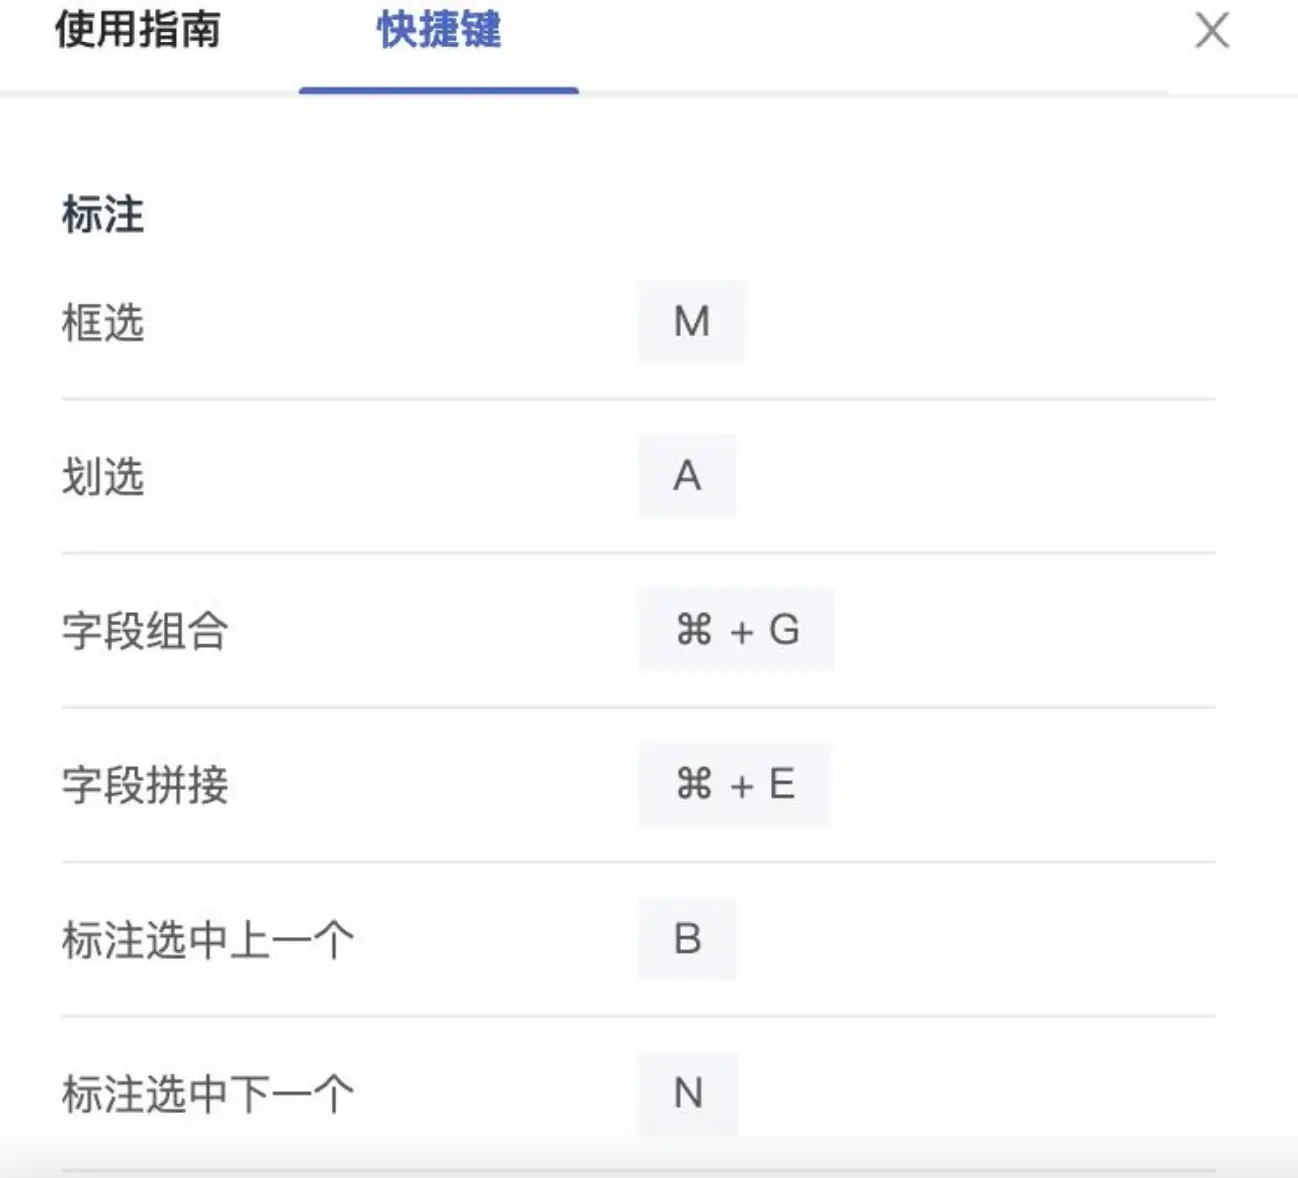 使用指南 快捷键
标注
框选 M
划选 A
字段组合 ⌘ + G
字段拼接 ⌘ + E
标注选中上一个 B
标注选中下一个 N